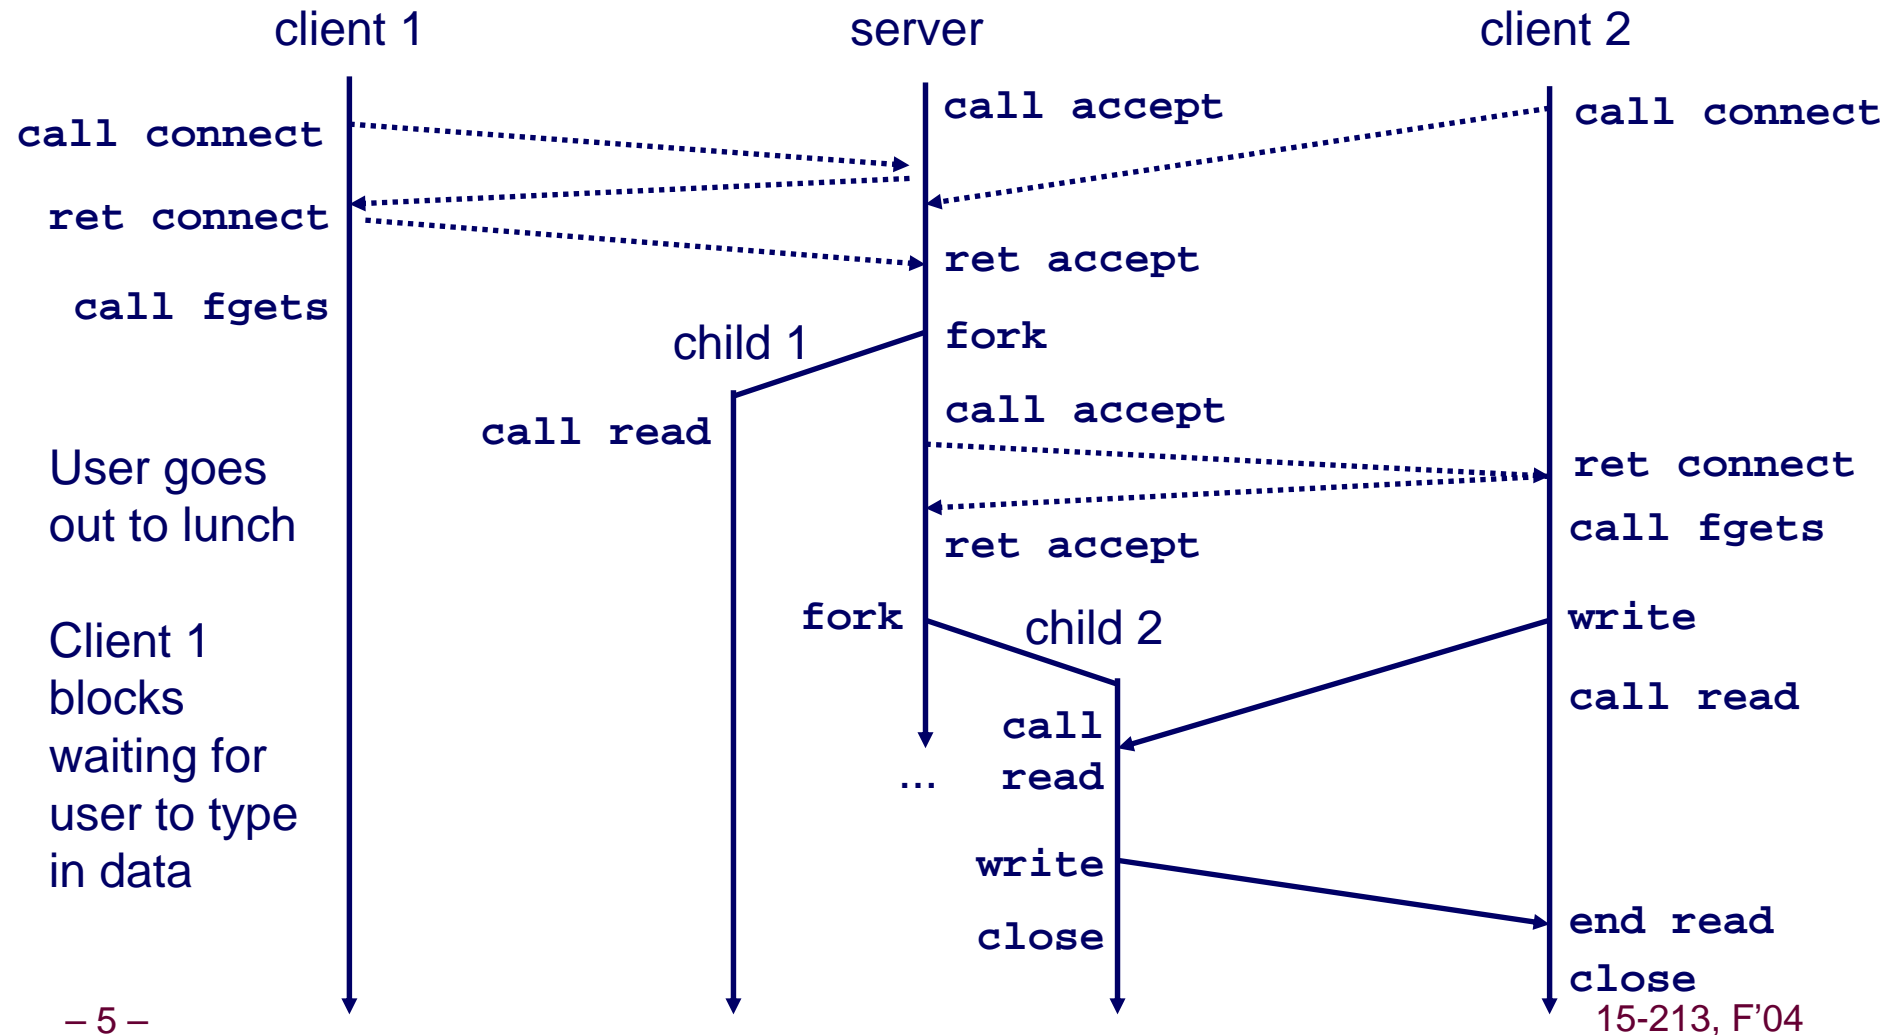 client 1
server
client 2
call connect
call accept
call connect
ret connect
ret accept
call fgets
child 1
fork
call accept
call read
User goes
out to lunch
ret connect
call fgets
ret accept
fork
child 2
write
Client 1
blocks
waiting for
user to type
in data
call read
call
read
...
write
close
end read
close
– 5 –
15-213, F’04